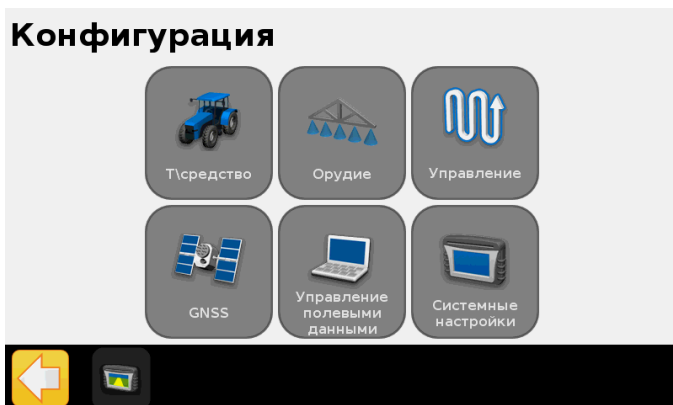 Конфигурация
Т\средство
Орудие
Управление
GNSS
Управление
полевыми
данными
Системные
настройки